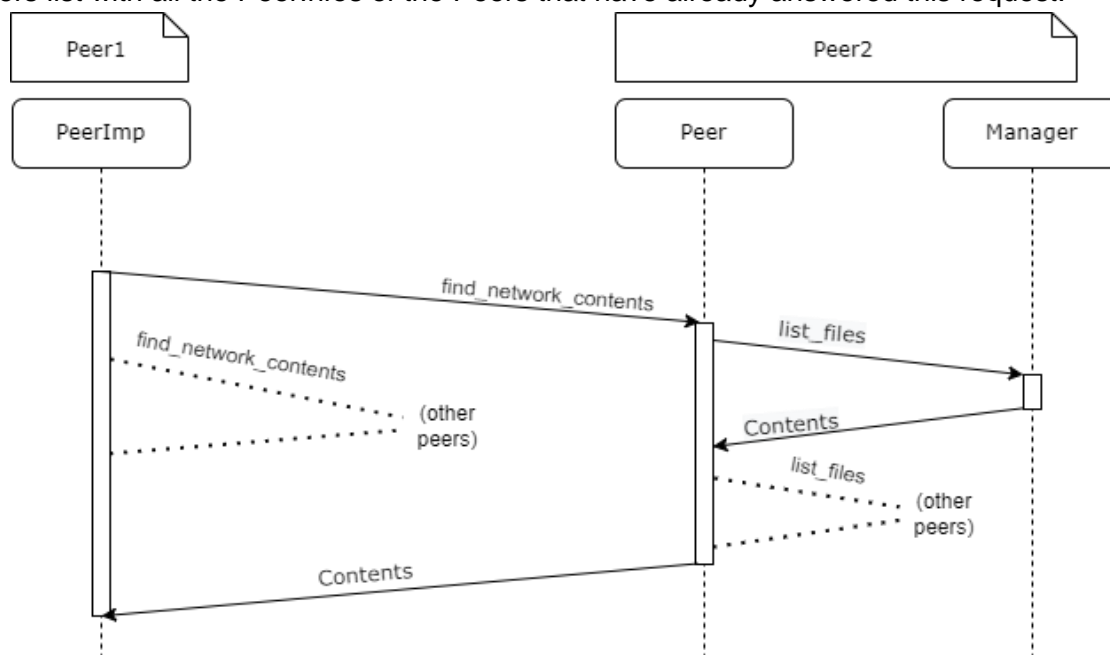 Peer1
Peer2
PeerImp
Peer
Manager
find_network_contents
list_files
find_network_contents
(other
peers)
Contents
list_files
(other
peers)
Contents